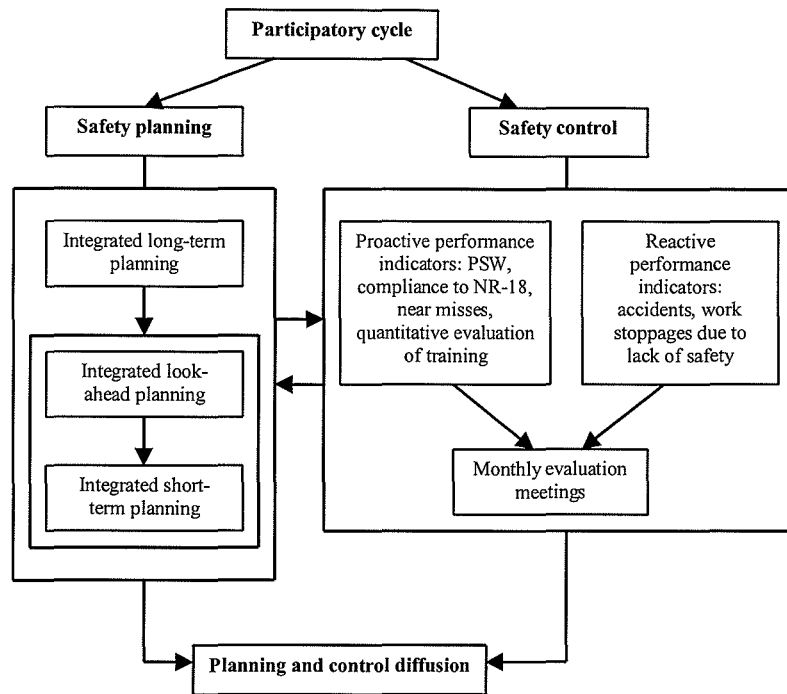 Participatory cycle
Safety planning
Safety control
Integrated long-term
planning
Integrated look-
ahead planning
Integrated short-
term planning
Proactive performance
indicators: PSW,
compliance to NR-18,
near misses,
quantitative evaluation
of training
Reactive
performance
indicators:
accidents, work
stoppages due to
lack of safety
Monthly evaluation
meetings
Planning and control diffusion